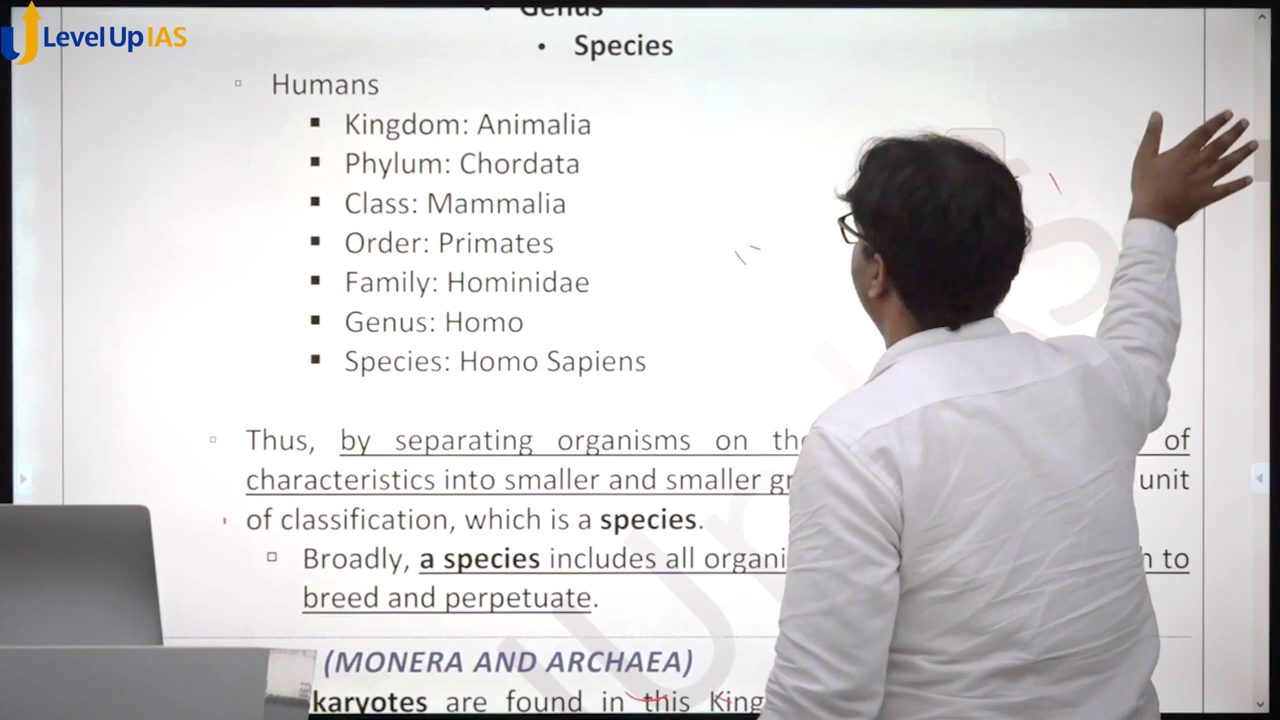 Level Up IAS
Genus
Species
Humans
Kingdom: Animalia
Phylum: Chordata
Class: Mammalia
Order: Primates
Family: Hominidae
Genus: Homo
Species: Homo Sapiens
Thus, by separating organisms on of
characteristics into smaller and smaller unit
of classification, which is a species.
Broadly, a species includes all to
breed and perpetuate.
(MONERA AND ARCHAEA)
are found in this